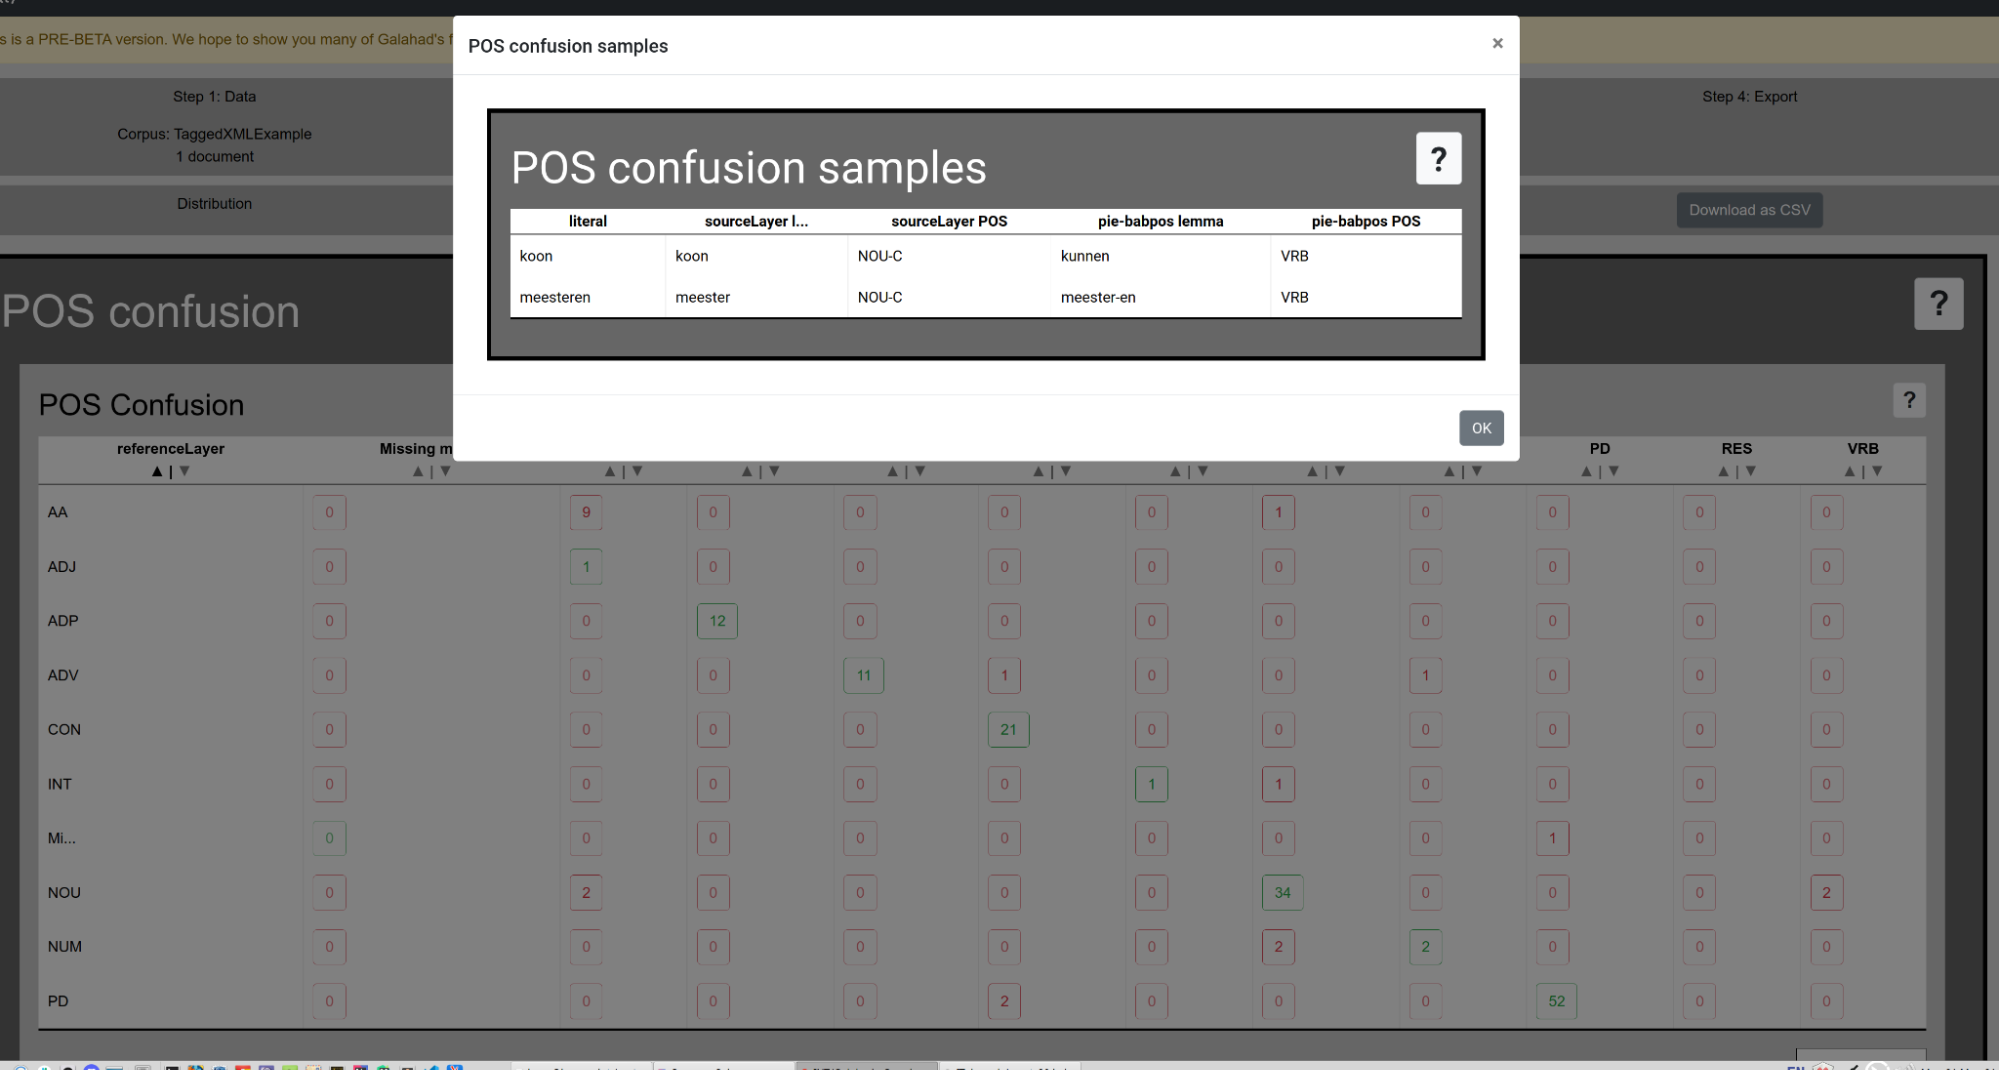 s is a PRE-BETA version. We hope to show you many of Galahad's f
POS confusion samples
×
Step 1: Data
Corpus: TaggedXMLExample
1 document
Step 4: Export
Distribution
Download as CSV
POS confusion samples
?
literal sourceLayer l... sourceLayer POS pie-babpos lemma pie-babpos POS
koon koon NOU-C kunnen VRB
meesteren meester NOU-C meester-en VRB
OK
POS confusion
?
POS Confusion
?
referenceLayer Missing m PD RES VRB
▲ | ▼ ▲ | ▼ ▲ | ▼ ▲ | ▼ ▲ | ▼ ▲ | ▼ ▲ | ▼ ▲ | ▼ ▲ | ▼ ▲ | ▼ ▲ | ▼ ▲ | ▼
AA 0 9 0 0 0 0 1 0 0 0 0
ADJ 0 1 0 0 0 0 0 0 0 0 0
ADP 0 0 12 0 0 0 0 0 0 0 0
ADV 0 0 0 11 1 0 0 1 0 0 0
CON 0 0 0 0 21 0 0 0 0 0 0
INT 0 0 0 0 0 1 1 0 0 0 0
Mi... 0 0 0 0 0 0 0 0 1 0 0
NOU 0 2 0 0 0 0 34 0 0 0 2
NUM 0 0 0 0 0 0 2 2 0 0 0
PD 0 0 0 0 2 0 0 0 52 0 0